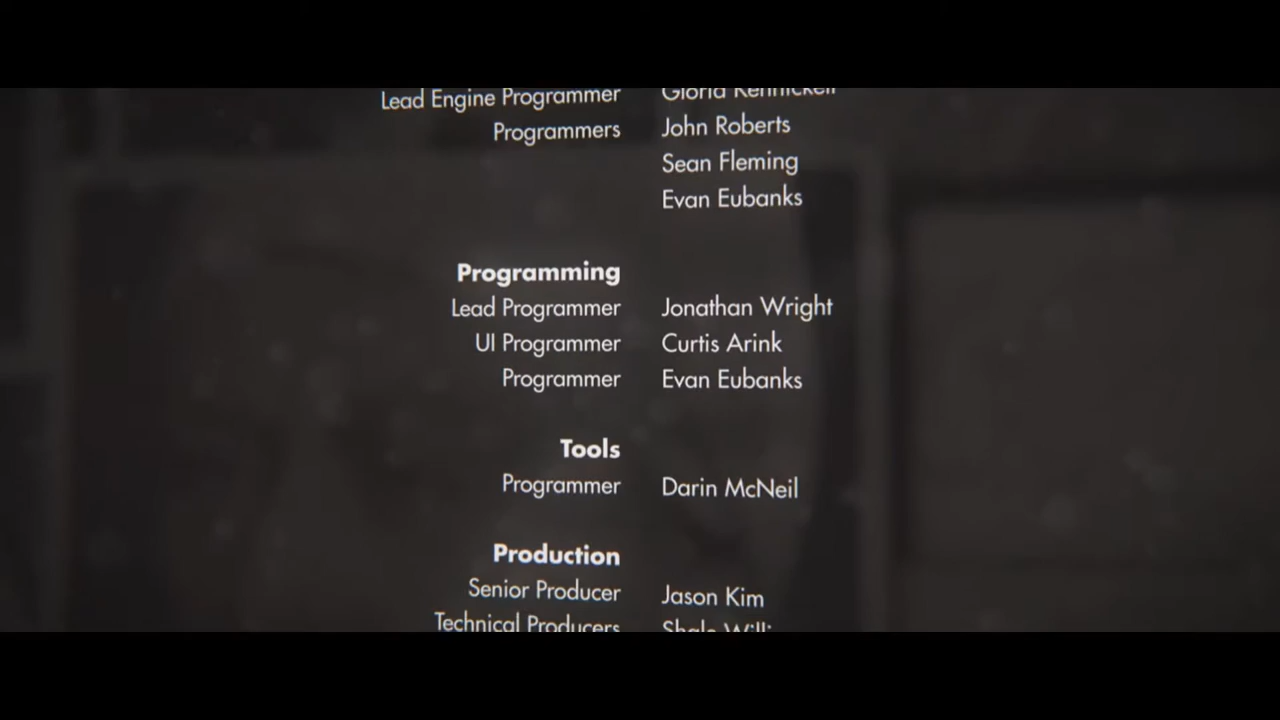 Lead Engine Programmer
Programmers John Roberts
Sean Fleming
Evan Eubanks
Programming
Lead Programmer Jonathan Wright
UI Programmer Curtis Arink
Programmer Evan Eubanks
Tools
Programmer Darin McNeil
Production
Senior Producer Jason Kim
Technical Producers